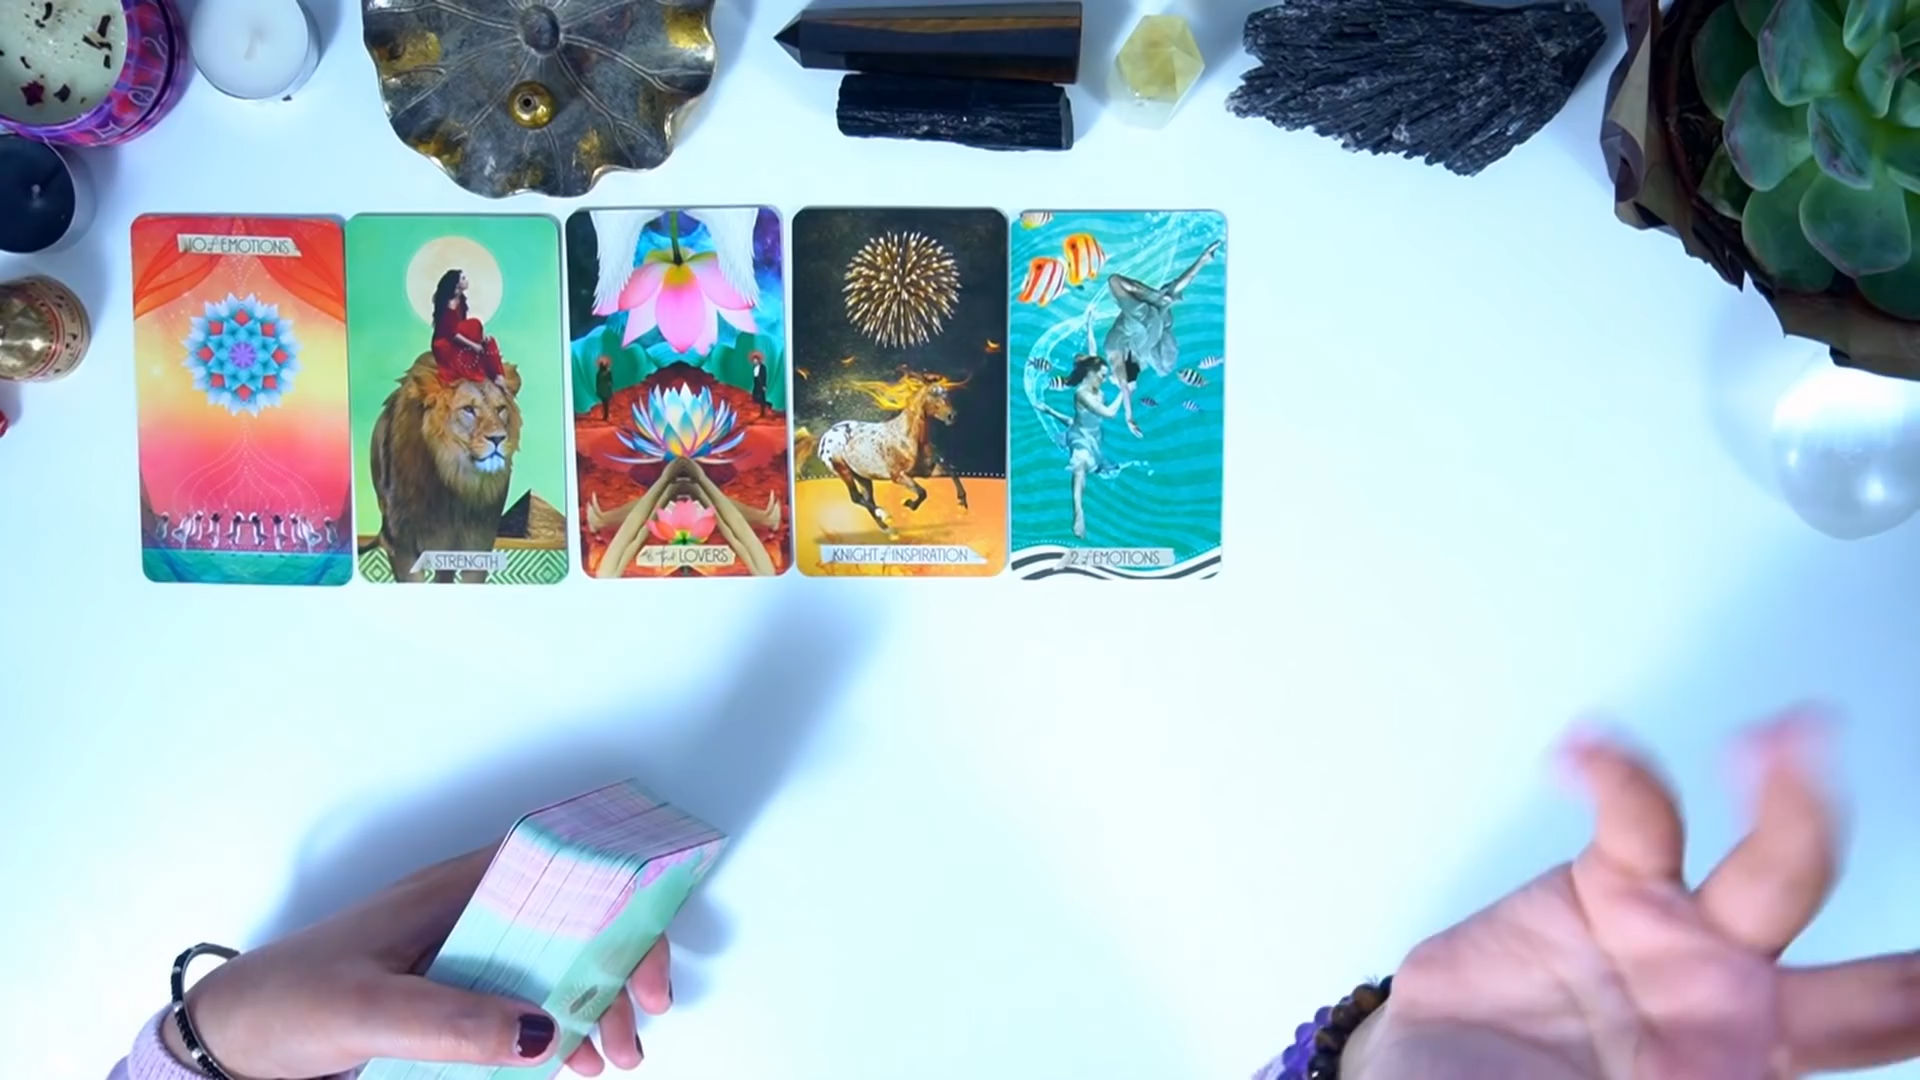 10 of EMOTIONS
STRENGTH
LOVERS
KNIGHT of INSPIRATION
2 of EMOTIONS